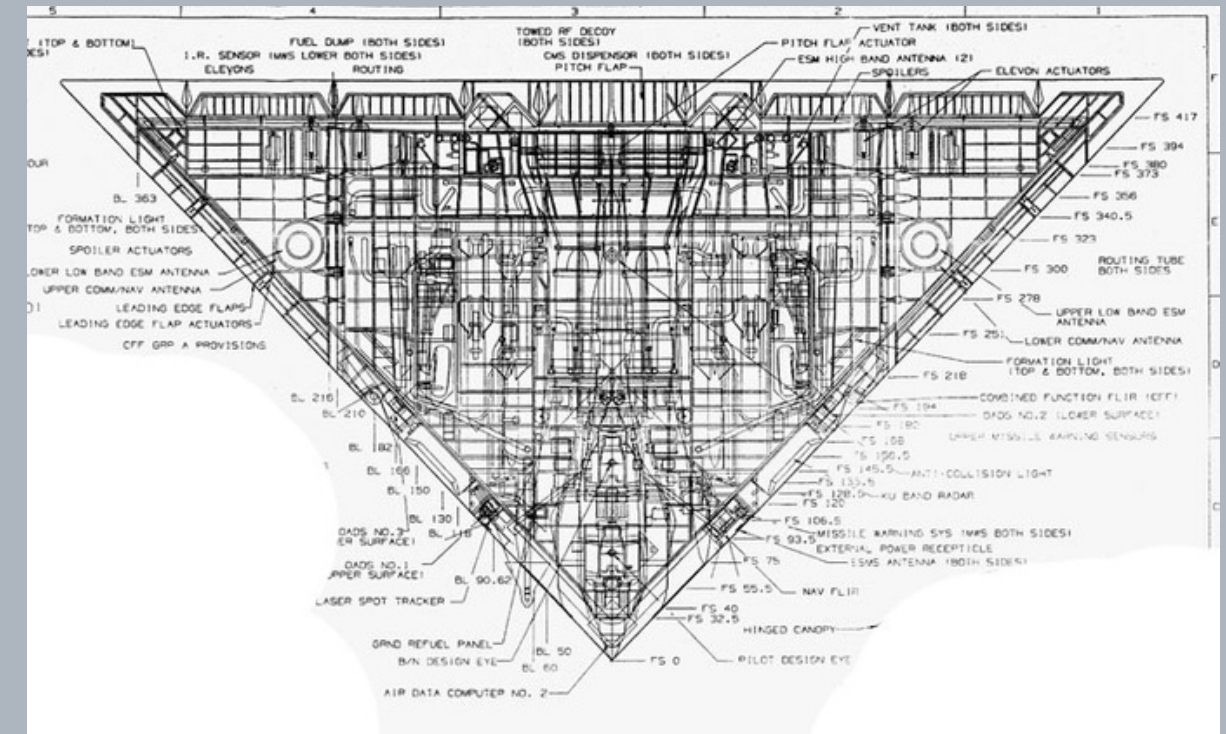 5
4
3
2
1
(TOP & BOTTOM)
I.R. SENSOR (MWS LOWER BOTH SIDES)
ELEVONS
FUEL DUMP (BOTH SIDES)
ROUTING
TOWED RF DECOY
(BOTH SIDES)
CMS DISPENSOR (BOTH SIDES)
PITCH FLAP
VENT TANK (BOTH SIDES)
PITCH FLAP ACTUATOR
ESM HIGH BAND ANTENNA (2)
SPOILERS
ELEVON ACTUATORS
F
E
D
C
FS 417
FS 394
FS 380
FS 373
FS 356
FS 340.5
FS 323
FS 300
FS 278
FS 251
FS 218
FS 194
FS 182
FS 168
FS 156.5
FS 145.5
FS 135.5
FS 128.0
FS 120
FS 106.5
FS 93.5
FS 75
FS 55.5
FS 40
FS 32.5
FS 0
ROUTING TUBE
BOTH SIDES
UPPER LOW BAND ESM
ANTENNA
LOWER COMM/NAV ANTENNA
FORMATION LIGHT
(TOP & BOTTOM, BOTH SIDES)
COMBINED FUNCTION FLIR (CFF)
OADS NO.2 (LOWER SURFACE)
UPPER MISSILE WARNING SENSORS
ANTI-COLLISION LIGHT
KU BAND RADAR
MISSILE WARNING SYS (MWS BOTH SIDES)
EXTERNAL POWER RECEPTICLE
ESMS ANTENNA (BOTH SIDES)
NAV FLIR
HINGED CANOPY
PILOT DESIGN EYE
BL 363
FORMATION LIGHT
TOP & BOTTOM, BOTH SIDES)
SPOILER ACTUATORS
LOWER LOW BAND ESM ANTENNA
UPPER COMM/NAV ANTENNA
LEADING EDGE FLAPS
LEADING EDGE FLAP ACTUATORS
CFF GRP A PROVISIONS
BL 216
BL 210
BL 182
BL 166
BL 150
BL 130
BL 118
OADS NO.3
OADS NO.1
UPPER SURFACE)
BL 90.62
LASER SPOT TRACKER
GRND REFUEL PANEL
B/N DESIGN EYE
BL 50
BL 60
AIR DATA COMPUTER NO. 2